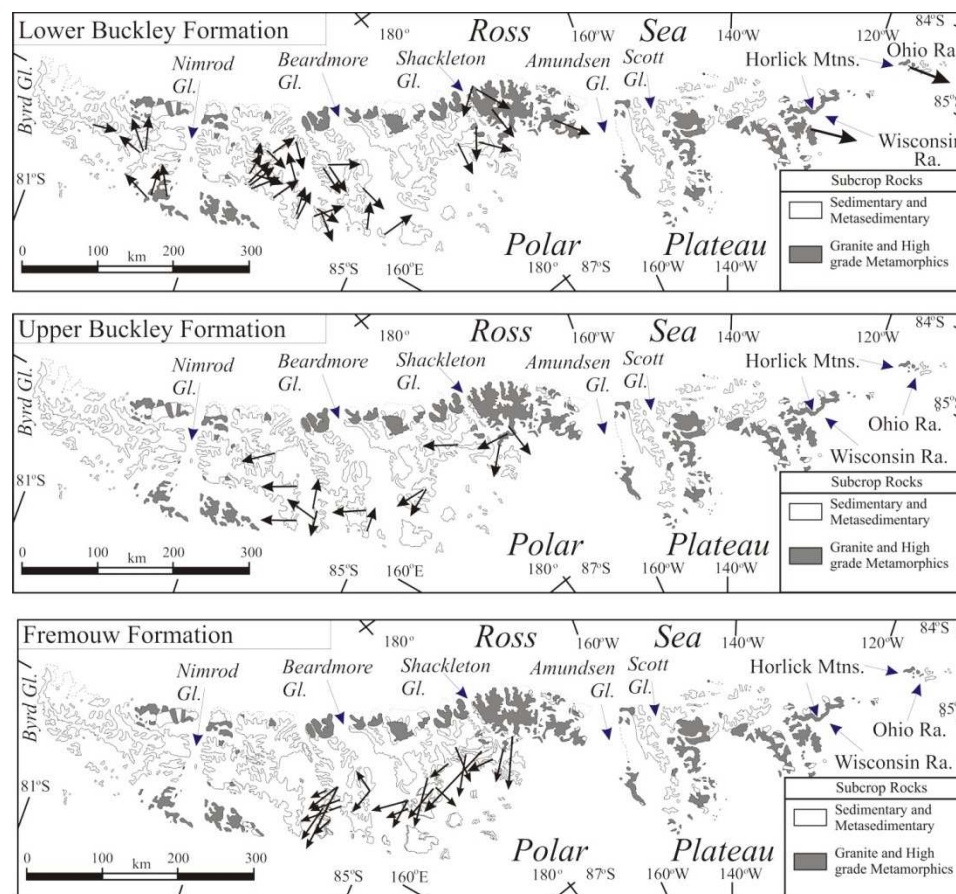 Lower Buckley Formation
180°
Ross
Sea
160°W
140°W
120°W
84°S
Ohio Ra.
Byrd Gl.
Nimrod
Gl.
Beardmore
Gl.
Shackleton
Gl.
Amundsen
Gl.
Scott
Gl.
Horlick Mtns.
85°S
Wisconsin
Ra.
81°S
Subcrop Rocks
Sedimentary and
Metasedimentary
Granite and High
grade Metamorphics
0 100 200 300
km
85°S
160°E
Polar
Plateau
180°
87°S
160°W
140°W
Upper Buckley Formation
180°
Ross
Sea
160°W
140°W
120°W
84°S
Byrd Gl.
Nimrod
Gl.
Beardmore
Gl.
Shackleton
Gl.
Amundsen
Gl.
Scott
Gl.
Horlick Mtns.
85°S
Ohio Ra.
Wisconsin Ra.
81°S
Subcrop Rocks
Sedimentary and
Metasedimentary
Granite and High
grade Metamorphics
0 100 200 300
km
85°S
160°E
Polar
Plateau
180°
87°S
160°W
140°W
Fremouw Formation
180°
Ross
Sea
160°W
140°W
120°W
84°S
Byrd Gl.
Nimrod
Gl.
Beardmore
Gl.
Shackleton
Gl.
Amundsen
Gl.
Scott
Gl.
Horlick Mtns.
Ohio Ra.
85°
Wisconsin Ra.
81°S
Subcrop Rocks
Sedimentary and
Metasedimentary
Granite and High
grade Metamorphics
0 100 200 300
km
85°S
160°E
Polar
Plateau
180°
87°S
160°W
140°W